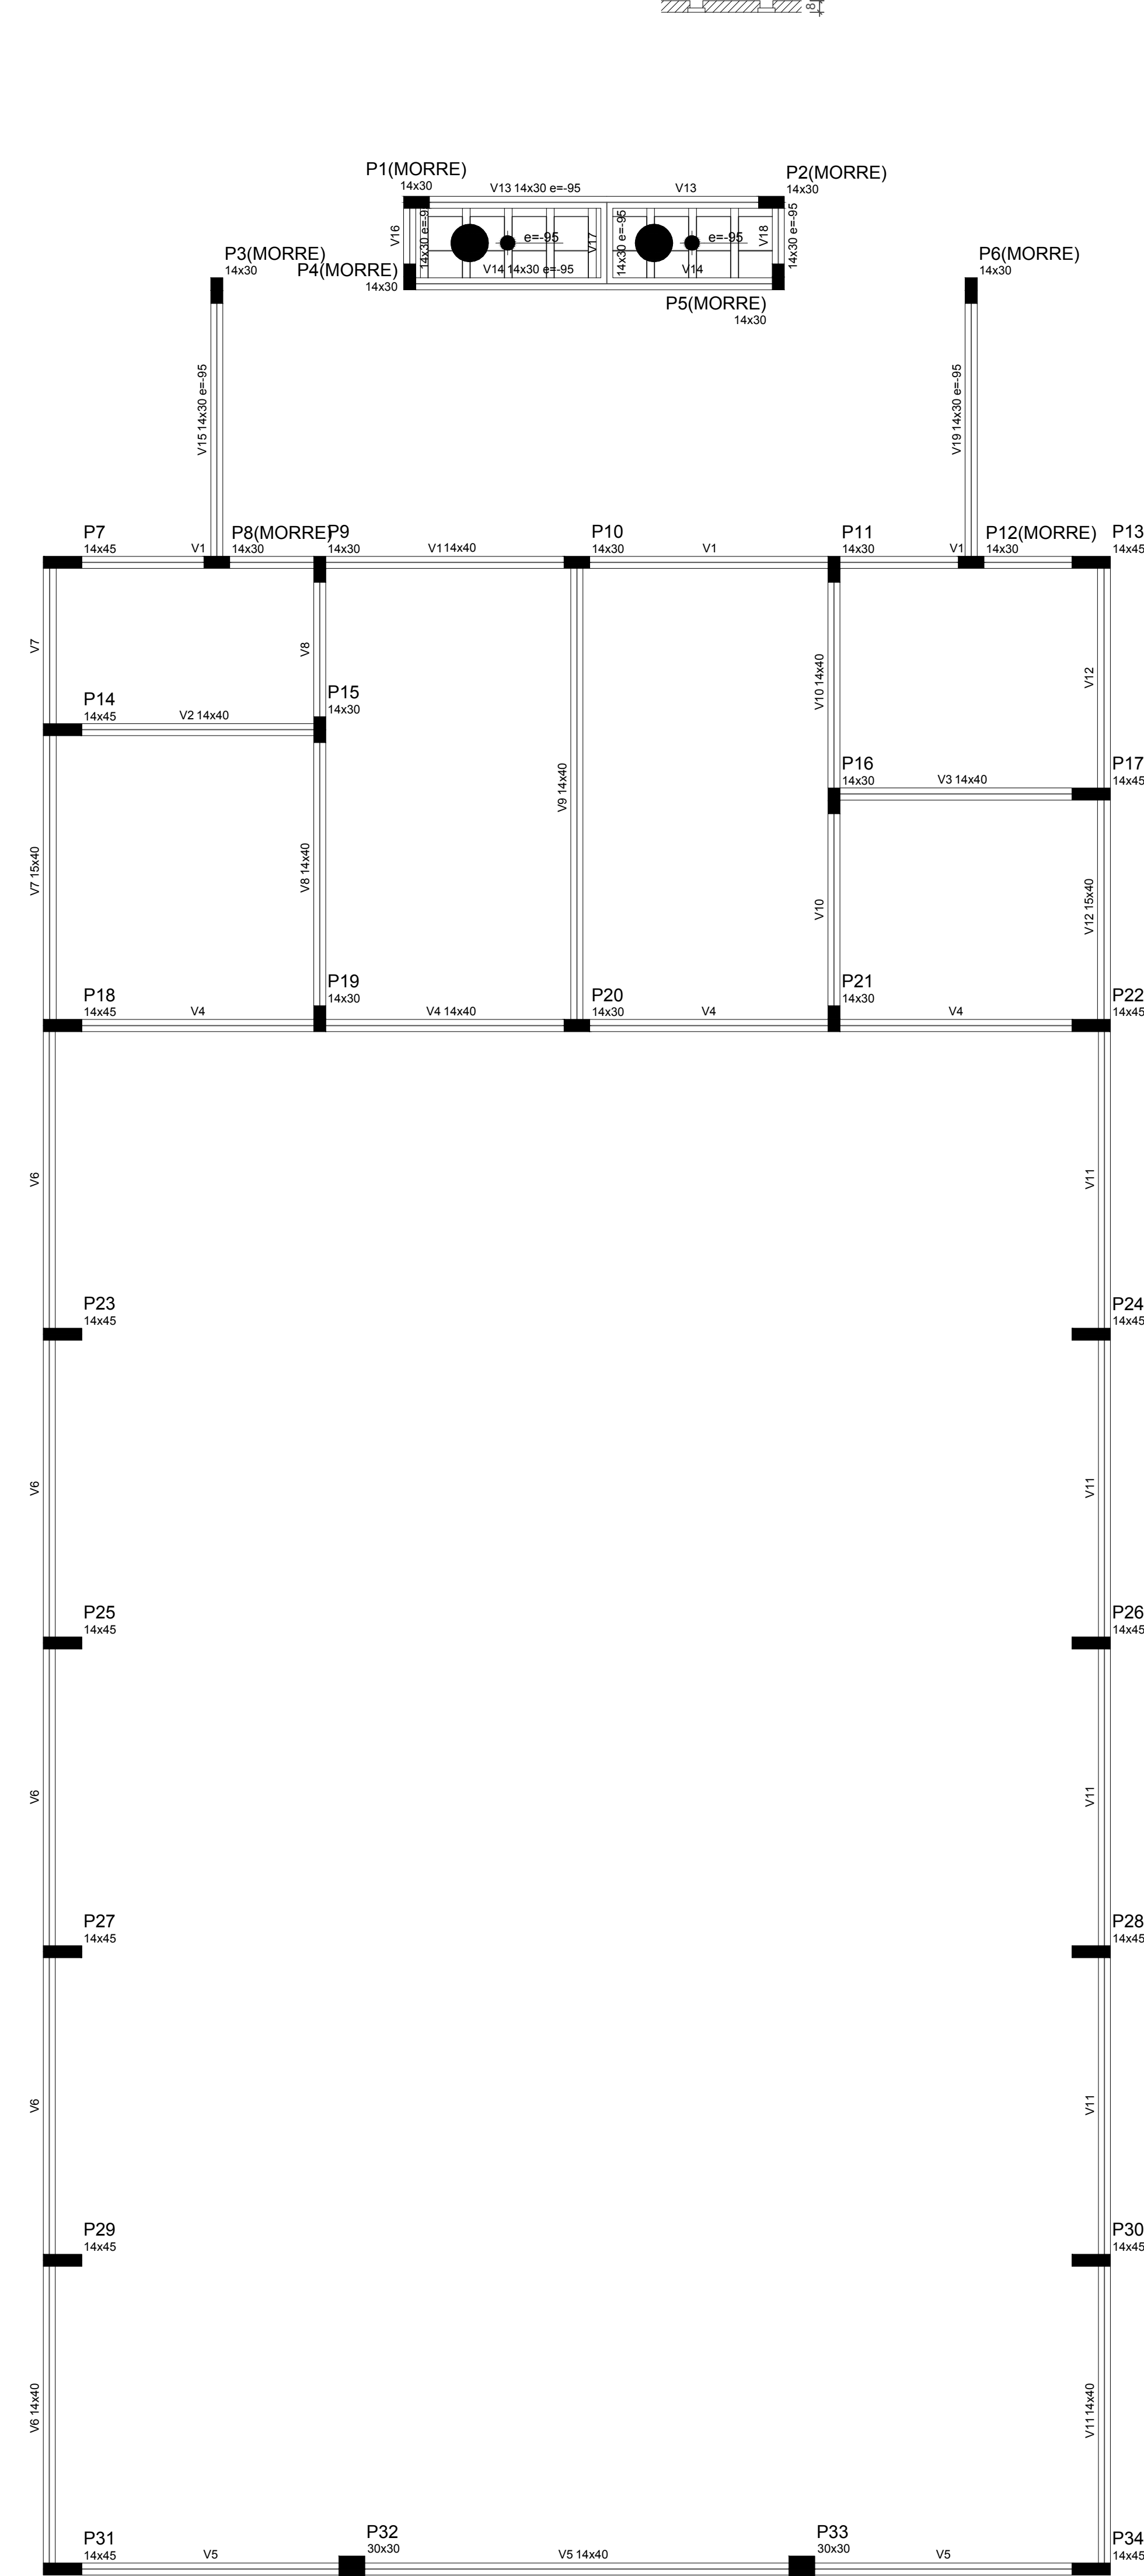 8
P1(MORRE)
14x30
V13 14x30 e=-95
V13
P2(MORRE)
14x30
V16
14x30 e=-9
e=-95
V17
14x30 e=-95
e=-95
V18
14x30 e=-95
V14 14x30 e=-95
V14
P3(MORRE)
14x30
P4(MORRE)
14x30
P5(MORRE)
14x30
P6(MORRE)
14x30
V15 14x30 e=-95
V19 14x30 e=-95
P7
14x45
V1
P8(MORRE)
14x30
P9
14x30
V1 14x40
P10
14x30
V1
P11
14x30
V1
P12(MORRE)
14x30
P13
14x45
V7
V8
V10 14x40
V12
P14
14x45
V2 14x40
P15
14x30
P16
14x30
V3 14x40
P17
14x45
V9 14x40
V7 15x40
V8 14x40
V10
V12 15x40
P18
14x45
V4
P19
14x30
V4 14x40
P20
14x30
V4
P21
14x30
V4
P22
14x45
V6
V11
P23
14x45
P24
14x45
V6
V11
P25
14x45
P26
14x45
V6
V11
P27
14x45
P28
14x45
V6
V11
P29
14x45
P30
14x45
V6 14x40
V11 14x40
P31
14x45
V5
P32
30x30
V5 14x40
P33
30x30
V5
P34
14x45